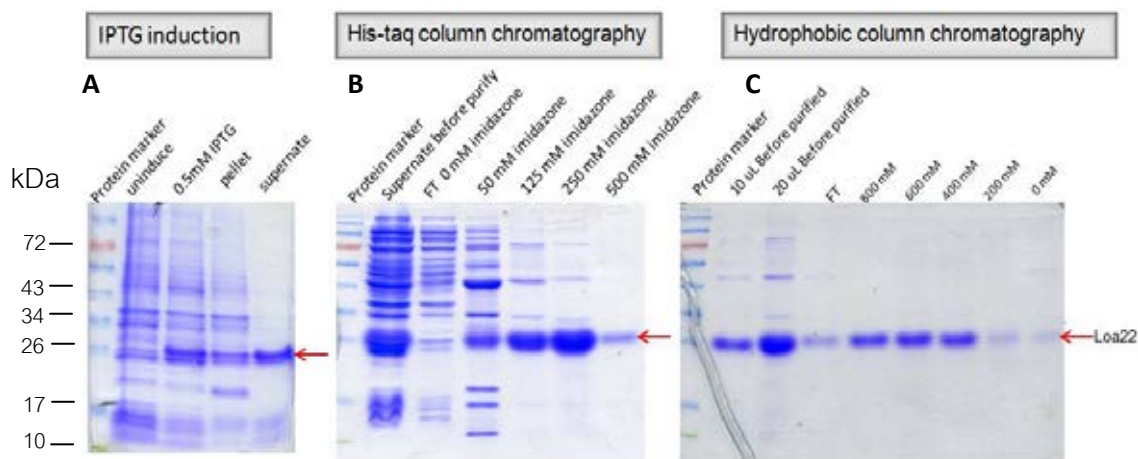 IPTG induction
His-taq column chromatography
Hydrophobic column chromatography
A
B
C
kDa
Protein marker
uninduce
0.5mM IPTG
pellet
supernate
Protein marker
Supernate before purify
FT 0 mM imidazone
50 mM imidazone
125 mM imidazone
250 mM imidazone
500 mM imidazone
Protein marker
10 uL Before purified
20 uL Before purified
FT
800 mM
600 mM
400 mM
200 mM
0 mM
72
43
34
26
17
10
Loa22